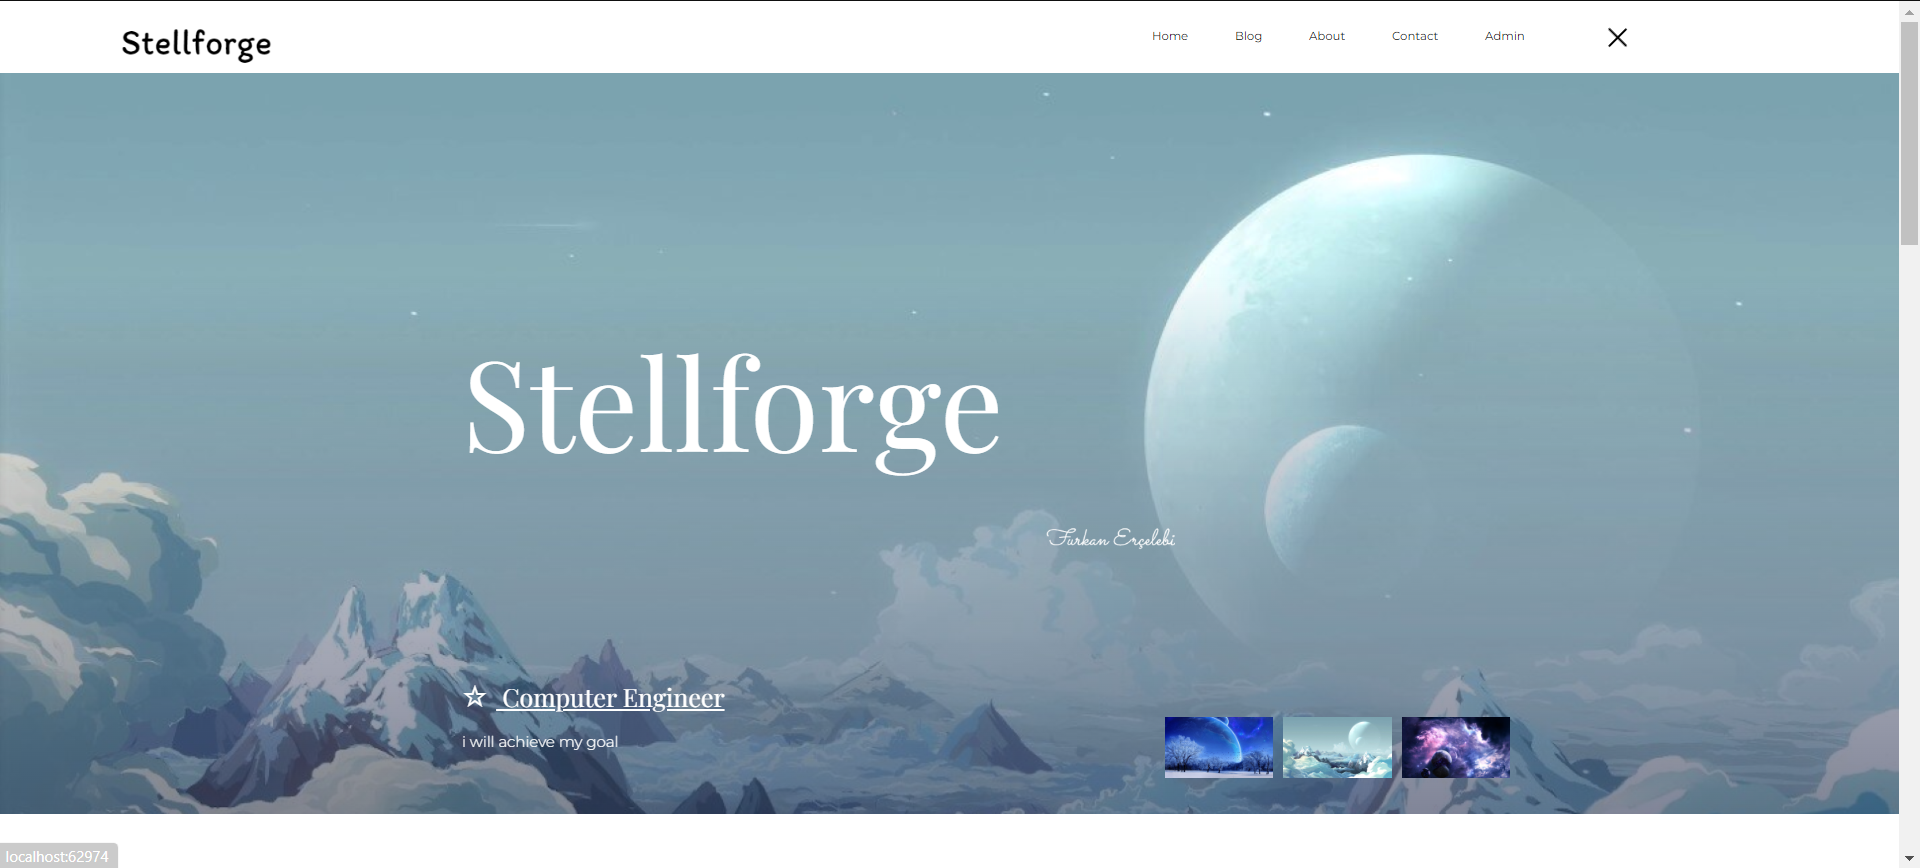 Stellforge
Home Blog About Contact Admin
Stellforge
Furkan Erçelebi
Computer Engineer
i will achieve my goal
localhost:62974